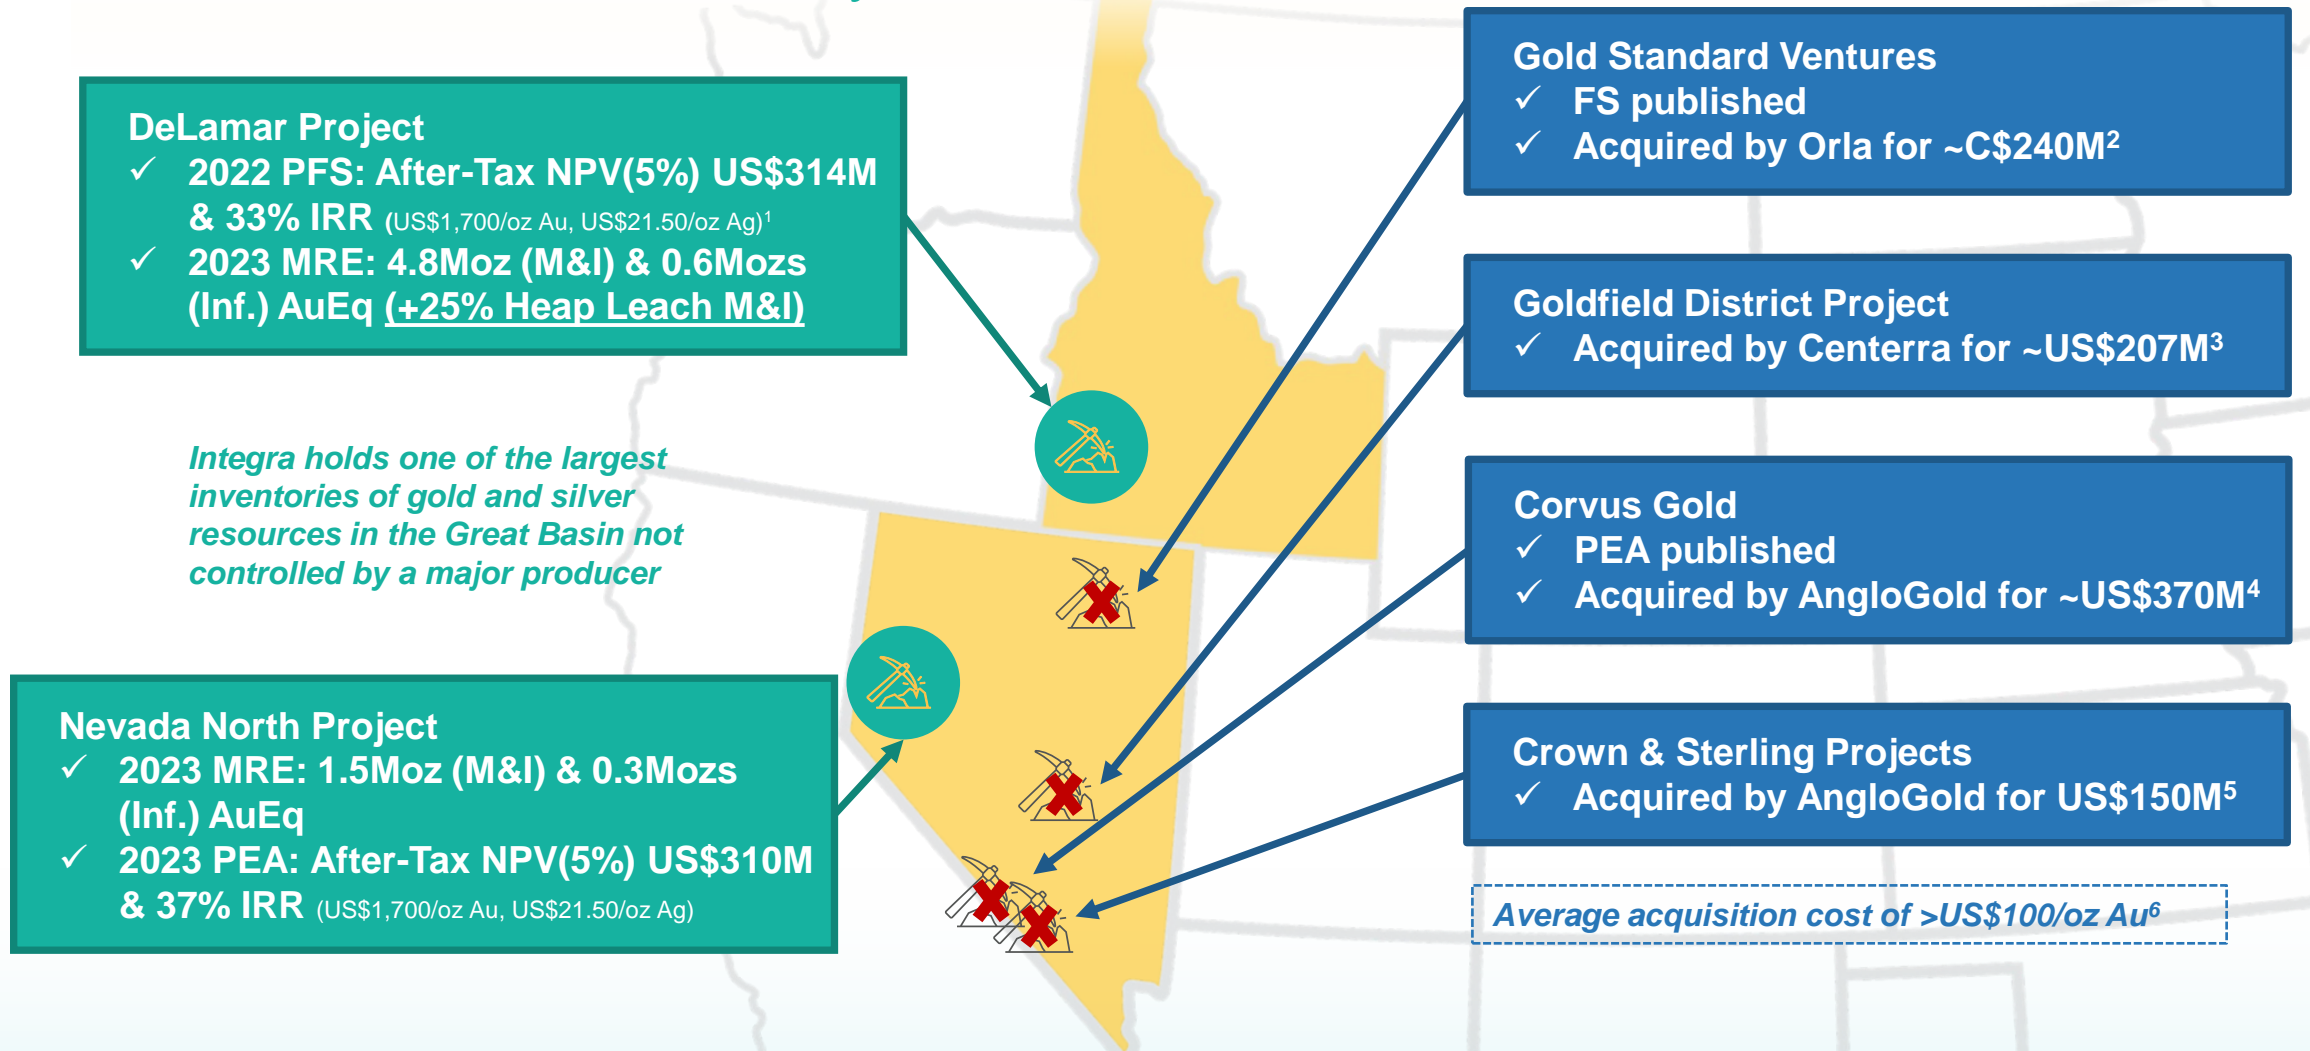 DeLamar Project
✓ 2022 PFS: After-Tax NPV(5%) US$314M
& 33% IRR (US$1,700/oz Au, US$21.50/oz Ag)¹
✓ 2023 MRE: 4.8Moz (M&I) & 0.6Mozs
(Inf.) AuEq (+25% Heap Leach M&I)
Integra holds one of the largest
inventories of gold and silver
resources in the Great Basin not
controlled by a major producer
Nevada North Project
✓ 2023 MRE: 1.5Moz (M&I) & 0.3Mozs
(Inf.) AuEq
✓ 2023 PEA: After-Tax NPV(5%) US$310M
& 37% IRR (US$1,700/oz Au, US$21.50/oz Ag)
Gold Standard Ventures
✓ FS published
✓ Acquired by Orla for ~C$240M²
Goldfield District Project
✓ Acquired by Centerra for ~US$207M³
Corvus Gold
✓ PEA published
✓ Acquired by AngloGold for ~US$370M⁴
Crown & Sterling Projects
✓ Acquired by AngloGold for US$150M⁵
Average acquisition cost of >US$100/oz Au⁶